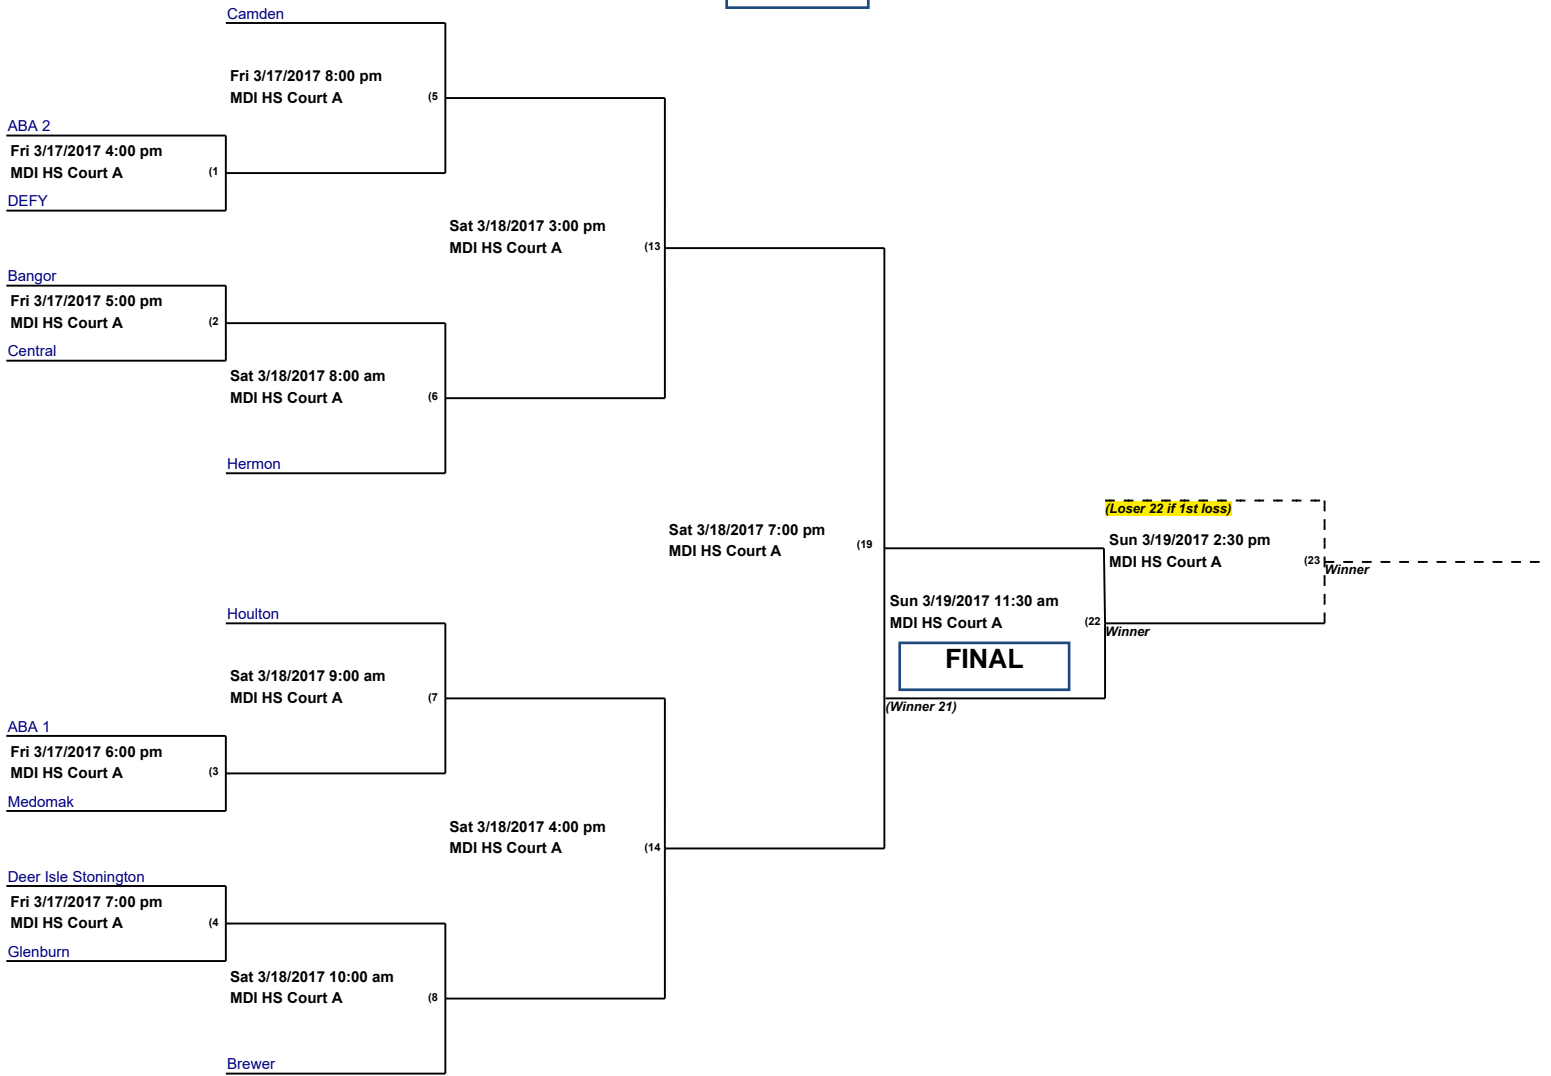 Camden
Fri 3/17/2017 8:00 pm
MDI HS Court A (5
ABA 2
Fri 3/17/2017 4:00 pm
MDI HS Court A (1
DEFY
Sat 3/18/2017 3:00 pm
MDI HS Court A (13
Bangor
Fri 3/17/2017 5:00 pm
MDI HS Court A (2
Central
Sat 3/18/2017 8:00 am
MDI HS Court A (6
Hermon
Sat 3/18/2017 7:00 pm
MDI HS Court A (19
(Loser 22 if 1st loss)
Sun 3/19/2017 2:30 pm
MDI HS Court A (23
Winner
Sun 3/19/2017 11:30 am
MDI HS Court A (22
Winner
FINAL
(Winner 21)
Houlton
Sat 3/18/2017 9:00 am
MDI HS Court A (7
ABA 1
Fri 3/17/2017 6:00 pm
MDI HS Court A (3
Medomak
Sat 3/18/2017 4:00 pm
MDI HS Court A (14
Deer Isle Stonington
Fri 3/17/2017 7:00 pm
MDI HS Court A (4
Glenburn
Sat 3/18/2017 10:00 am
MDI HS Court A (8
Brewer